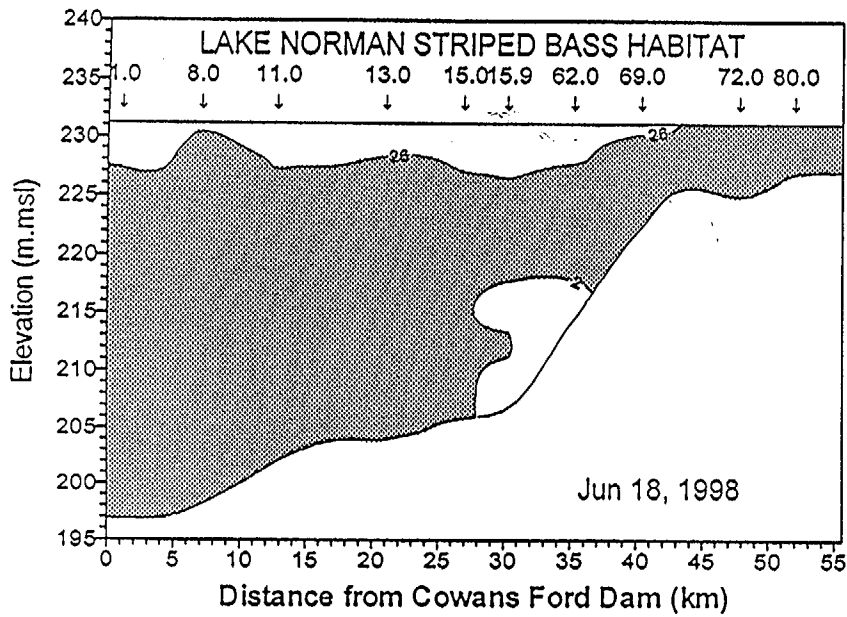 240
LAKE NORMAN STRIPED BASS HABITAT
235
1.0 8.0 11.0 13.0 15.0 15.9 62.0 69.0 72.0 80.0
230
26
26
225
220
2
215
210
205
200
Jun 18, 1998
195
0 5 10 15 20 25 30 35 40 45 50 55
Elevation (m.msl)
Distance from Cowans Ford Dam (km)